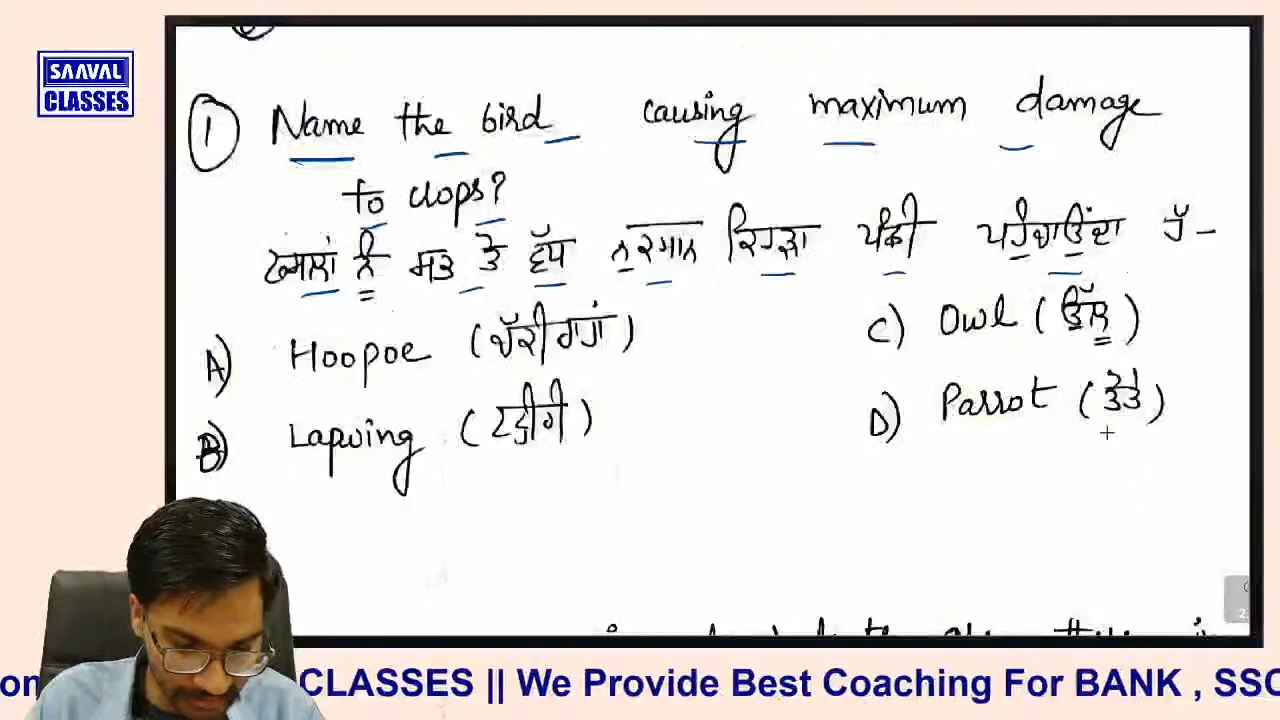 SAAVAL
CLASSES
① Name the bird causing maximum damage
to crops?
ਫਸਲਾਂ ਨੂੰ ਸਭ ਤੋਂ ਵੱਧ ਨੁਕਸਾਨ ਕਿਹੜਾ ਪੰਛੀ ਪਹੁੰਚਾਉਂਦਾ ਹੈ -
A) Hoopoe (ਚੱਕੀਰਾਹਾਂ)
B) Lapwing (ਟਟੀਰੀ)
C) Owl (ਉੱਲੂ)
D) Parrot (ਤੋਤੇ)
CLASSES || We Provide Best Coaching For BANK , SSC